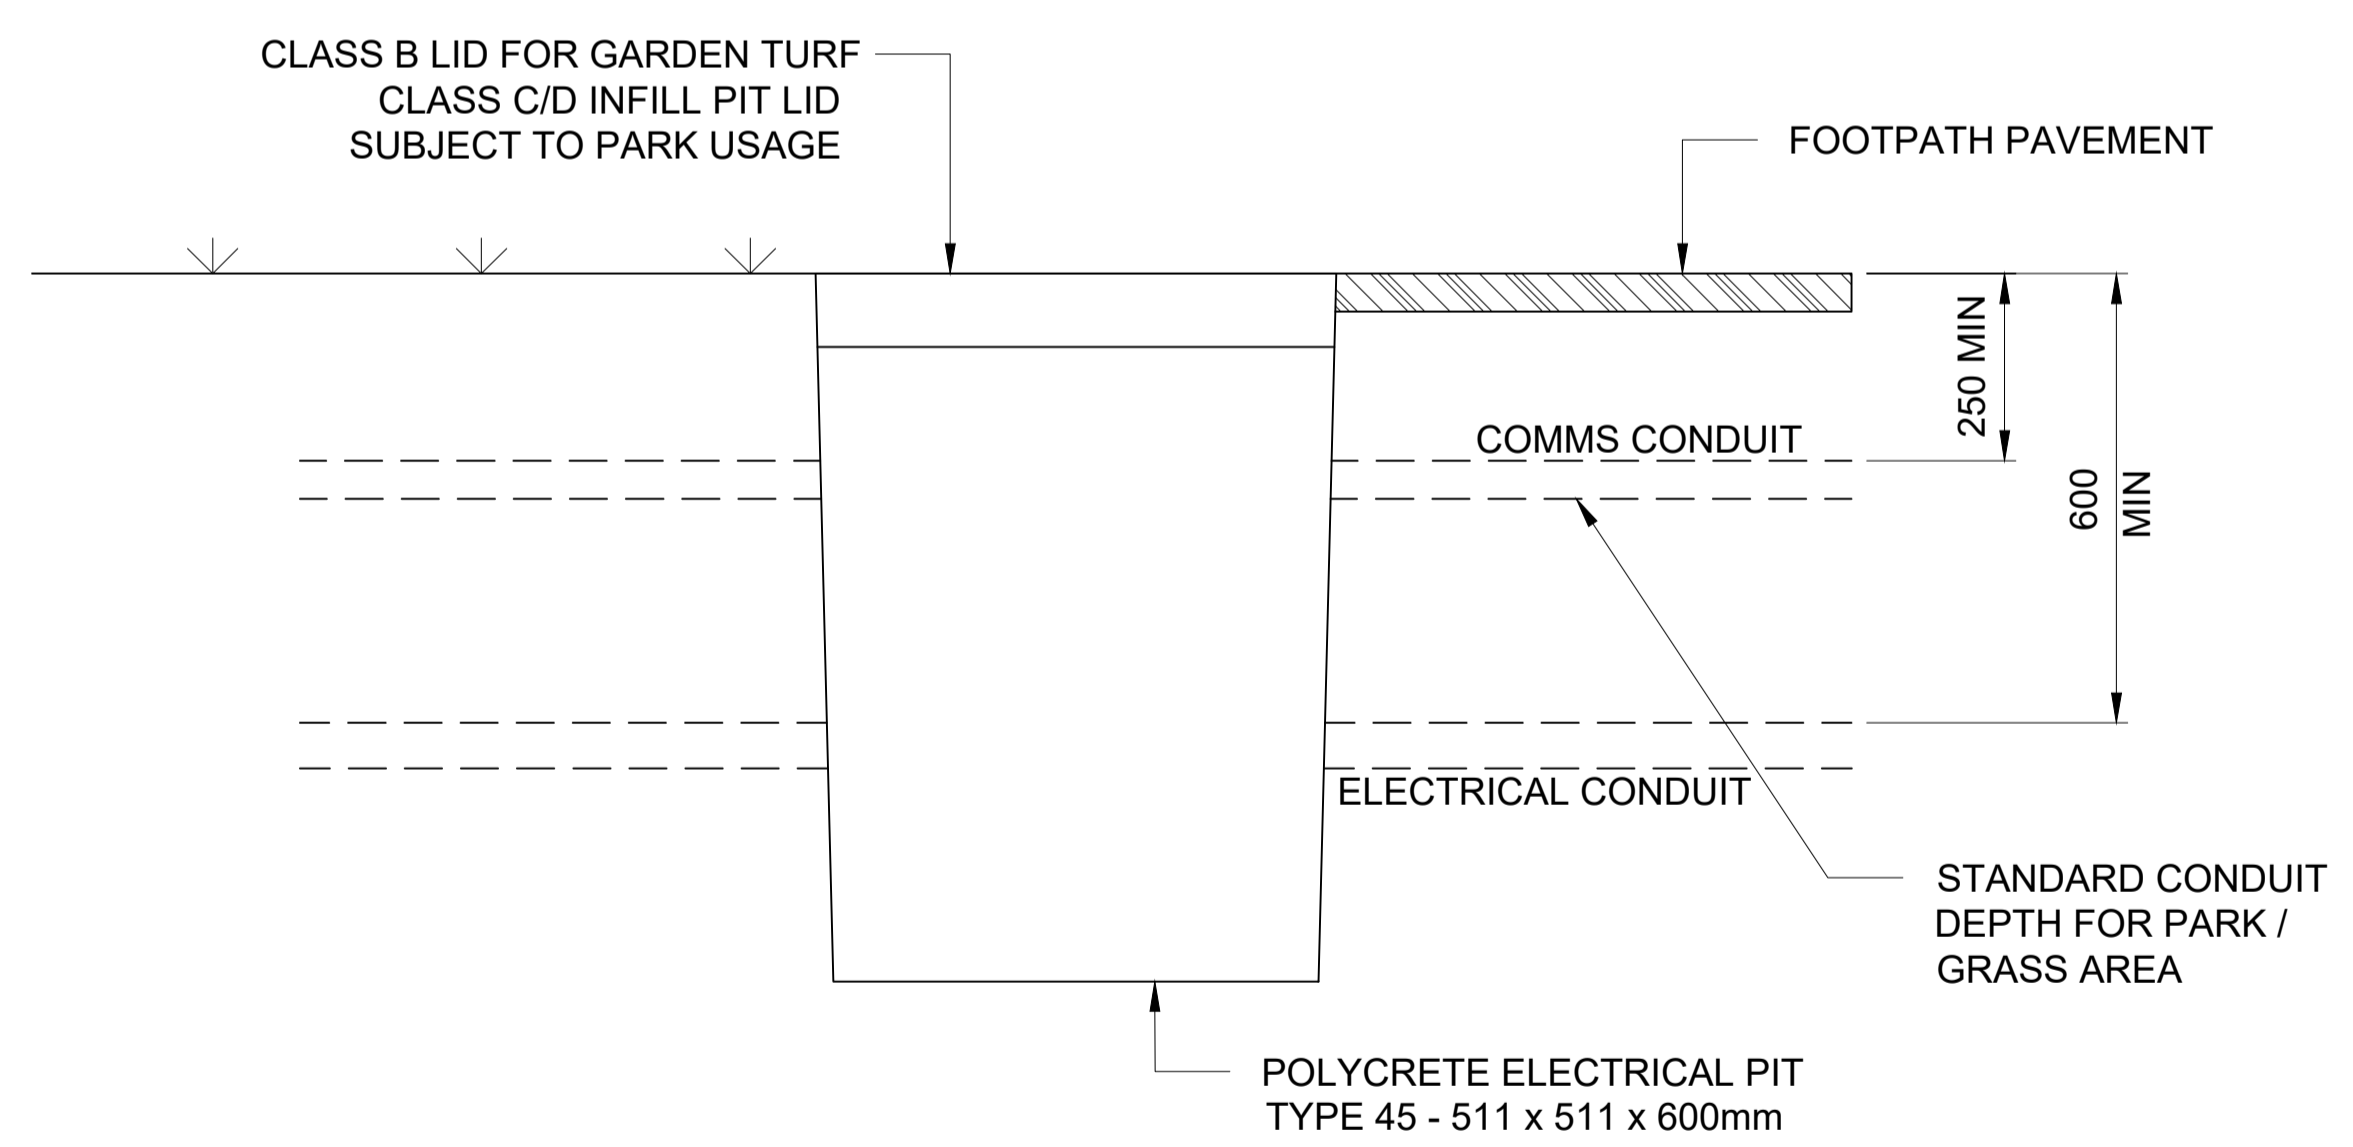 CLASS B LID FOR GARDEN TURF
CLASS C/D INFILL PIT LID
SUBJECT TO PARK USAGE
FOOTPATH PAVEMENT
250 MIN
COMMS CONDUIT
600
MIN
ELECTRICAL CONDUIT
STANDARD CONDUIT
DEPTH FOR PARK /
GRASS AREA
POLYCRETE ELECTRICAL PIT
TYPE 45 - 511 x 511 x 600mm